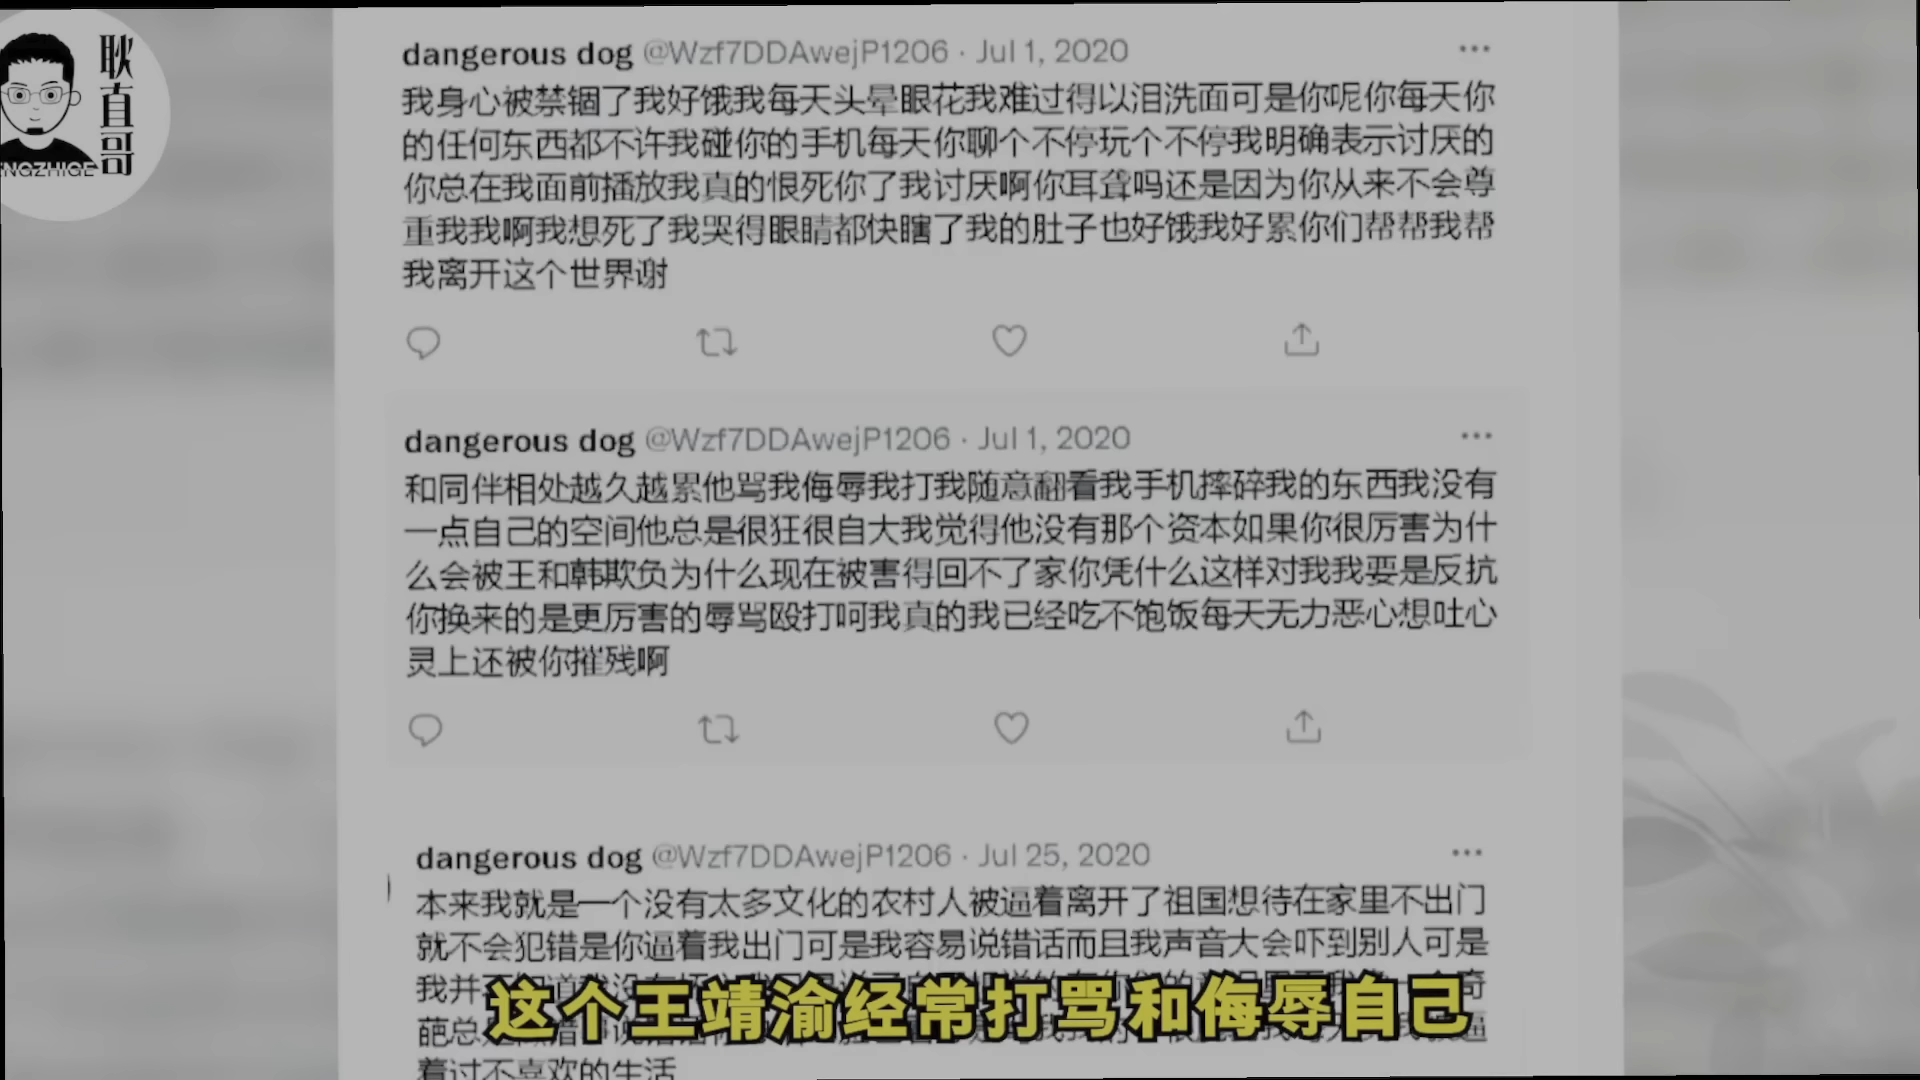 耿直哥
NGZHIGE
dangerous dog @Wzf7DDAwejP1206 · Jul 1, 2020
我身心被禁锢了我好饿我每天头晕眼花我难过得以泪洗面可是你呢你每天你
的任何东西都不许我碰你的手机每天你聊个不停玩个不停我明确表示讨厌的
你总在我面前播放我真的恨死你了我讨厌啊你耳聋吗还是因为你从来不会尊
重我我啊我想死了我哭得眼睛都快瞎了我的肚子也好饿我好累你们帮帮我帮
我离开这个世界谢
dangerous dog @Wzf7DDAwejP1206 · Jul 1, 2020
和同伴相处越久越累他骂我侮辱我打我随意翻看我手机摔碎我的东西我没有
一点自己的空间他总是很狂很自大我觉得他没有那个资本如果你很厉害为什
么会被王和韩欺负为什么现在被害得回不了家你凭什么这样对我我要是反抗
你换来的是更厉害的辱骂殴打呵我真的我已经吃不饱饭每天无力恶心想吐心
灵上还被你摧残啊
dangerous dog @Wzf7DDAwejP1206 · Jul 25, 2020
本来我就是一个没有太多文化的农村人被逼着离开了祖国想待在家里不出门
就不会犯错是你逼着我出门可是我容易说错话而且我声音大会吓到别人可是
我并
奇
葩总
着过不喜欢的生活
这个王靖渝经常打骂和侮辱自己